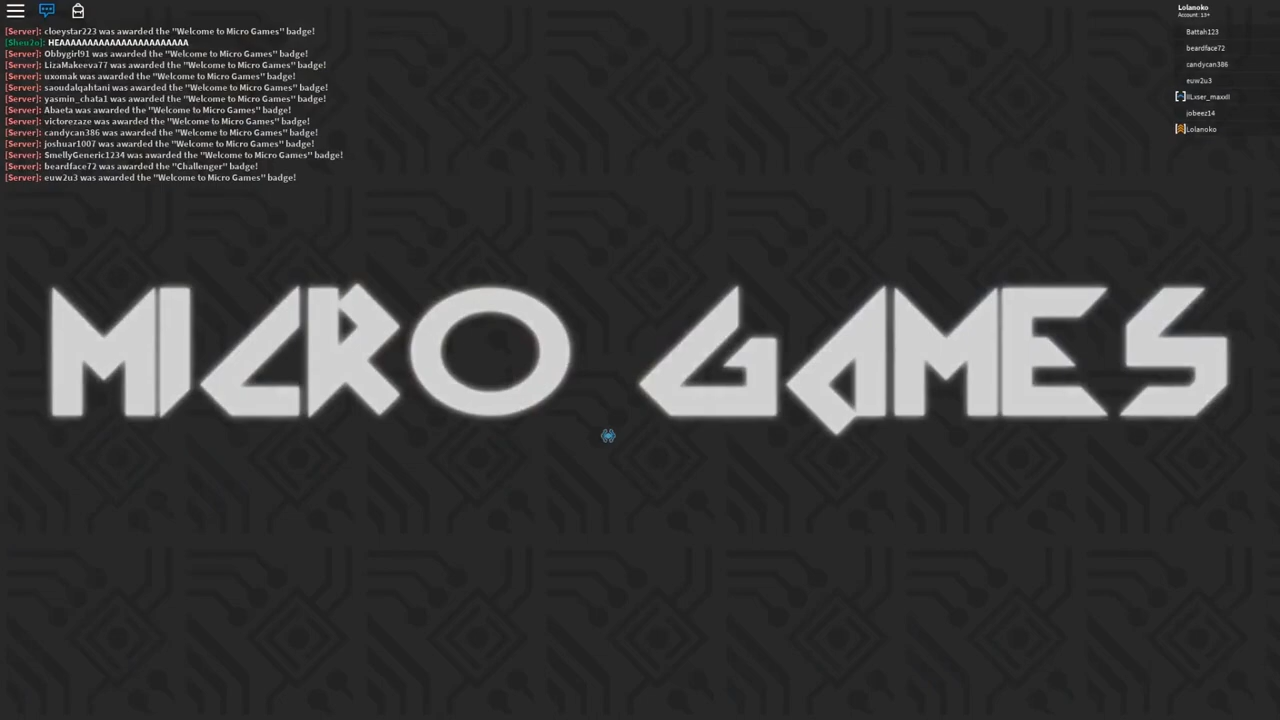 [Server]: cloeystar223 was awarded the "Welcome to Micro Games" badge!
HEAAAAAAAAAAAAAAAAAAAAAAA
[Server]: Obbygirl91 was awarded the "Welcome to Micro Games" badge!
[Server]: LizaMakeeva77 was awarded the "Welcome to Micro Games" badge!
[Server]: uxomak was awarded the "Welcome to Micro Games" badge!
[Server]: saoudalqahtani was awarded the "Welcome to Micro Games" badge!
[Server]: yasmin_chata1 was awarded the "Welcome to Micro Games" badge!
[Server]: Abaeta was awarded the "Welcome to Micro Games" badge!
[Server]: victorezaze was awarded the "Welcome to Micro Games" badge!
[Server]: candycan386 was awarded the "Welcome to Micro Games" badge!
[Server]: joshuar1007 was awarded the "Welcome to Micro Games" badge!
[Server]: SmellyGeneric1234 was awarded the "Welcome to Micro Games" badge!
[Server]: beardface72 was awarded the "Challenger" badge!
[Server]: euw2u3 was awarded the "Welcome to Micro Games" badge!
Lolanoko
Account: 13+
Battah123
beardface72
candycan386
euw2u3
jobeez14
Lolanoko
MICRO GAMES